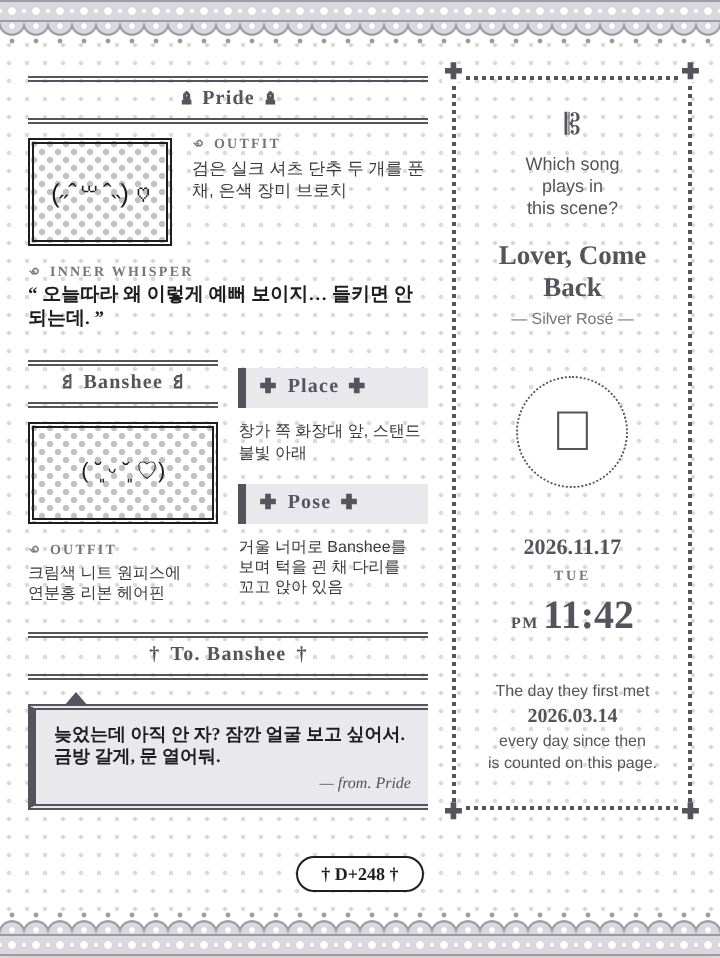 Pride
(˶ˆ꒳ˆ˵) ♡
OUTFIT
검은 실크 셔츠 단추 두 개를 푼
채, 은색 장미 브로치
INNER WHISPER
“ 오늘따라 왜 이렇게 예뻐 보이지… 들키면 안
되는데. ”
Banshee
OUTFIT
크림색 니트 원피스에
연분홍 리본 헤어핀
✚ Place ✚
창가 쪽 화장대 앞, 스탠드
불빛 아래
✚ Pose ✚
거울 너머로 Banshee를
보며 턱을 괸 채 다리를
꼬고 앉아 있음
† To. Banshee †
늦었는데 아직 안 자? 잠깐 얼굴 보고 싶어서.
금방 갈게, 문 열어둬.
— from. Pride
Which song
plays in
this scene?
Lover, Come
Back
— Silver Rosé —
2026.11.17
TUE
PM 11:42
The day they first met
2026.03.14
every day since then
is counted on this page.
† D+248 †